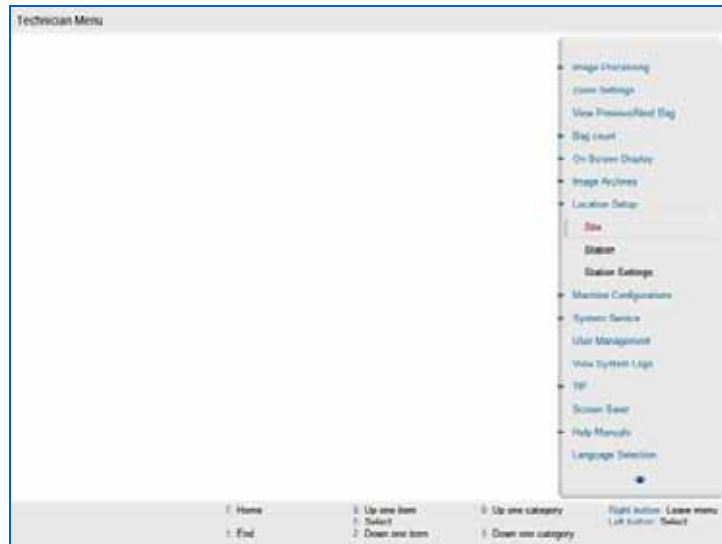 Technician Menu
Image Processing
Zoom Settings
View Previous/Next Bag
Bag count
On Screen Display
Image Archives
Location Setup
Site
Station
Station Settings
Machine Configurations
System Service
User Management
View System Logs
TIP
Screen Saver
Help Manuals
Language Selection
7 Home
8 Up one item
9 Up one category
Right button: Leave menu
5 Select
Left button: Select
1 End
2 Down one item
3 Down one category